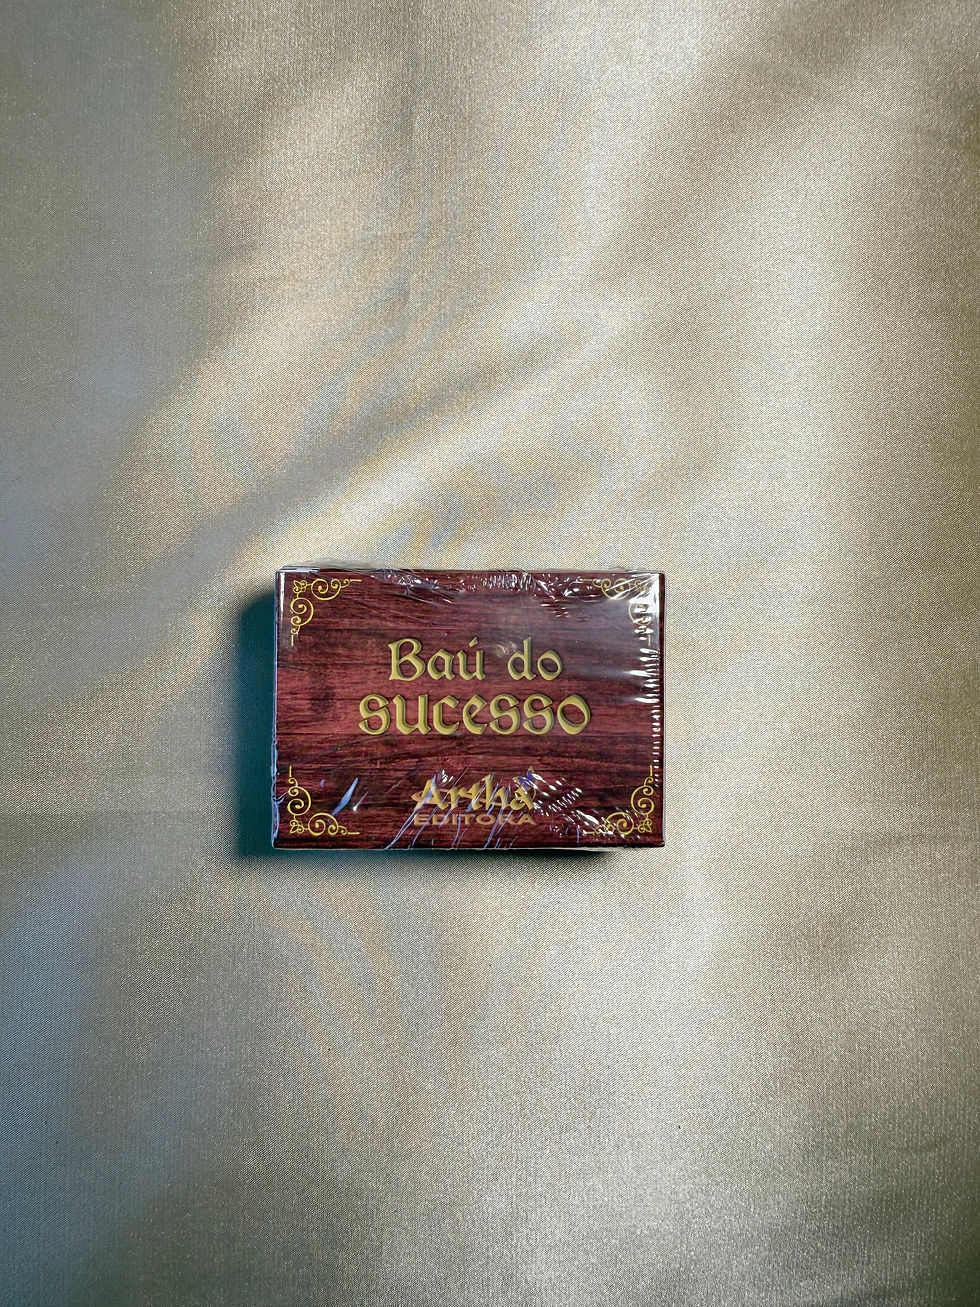 Baú do
sucesso
Artha
EDITORA